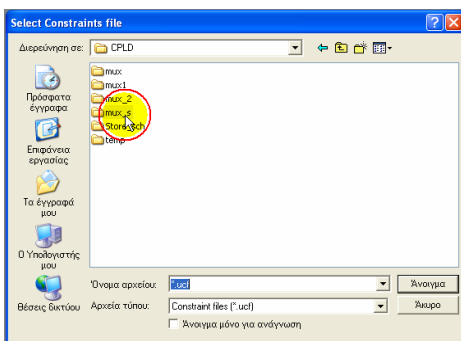 Select Constraints file
Διερεύνηση σε: CPLD
mux
mux1
mux_2
mux_s
Store_sch
temp
Πρόσφατα
έγγραφα
Επιφάνεια
εργασίας
Τα έγγραφά
μου
Ο Υπολογιστής
μου
Θέσεις δικτύου
Όνομα αρχείου: *.ucf Άνοιγμα
Αρχεία τύπου: Constraint files (*.ucf) Άκυρο
Άνοιγμα μόνο για ανάγνωση